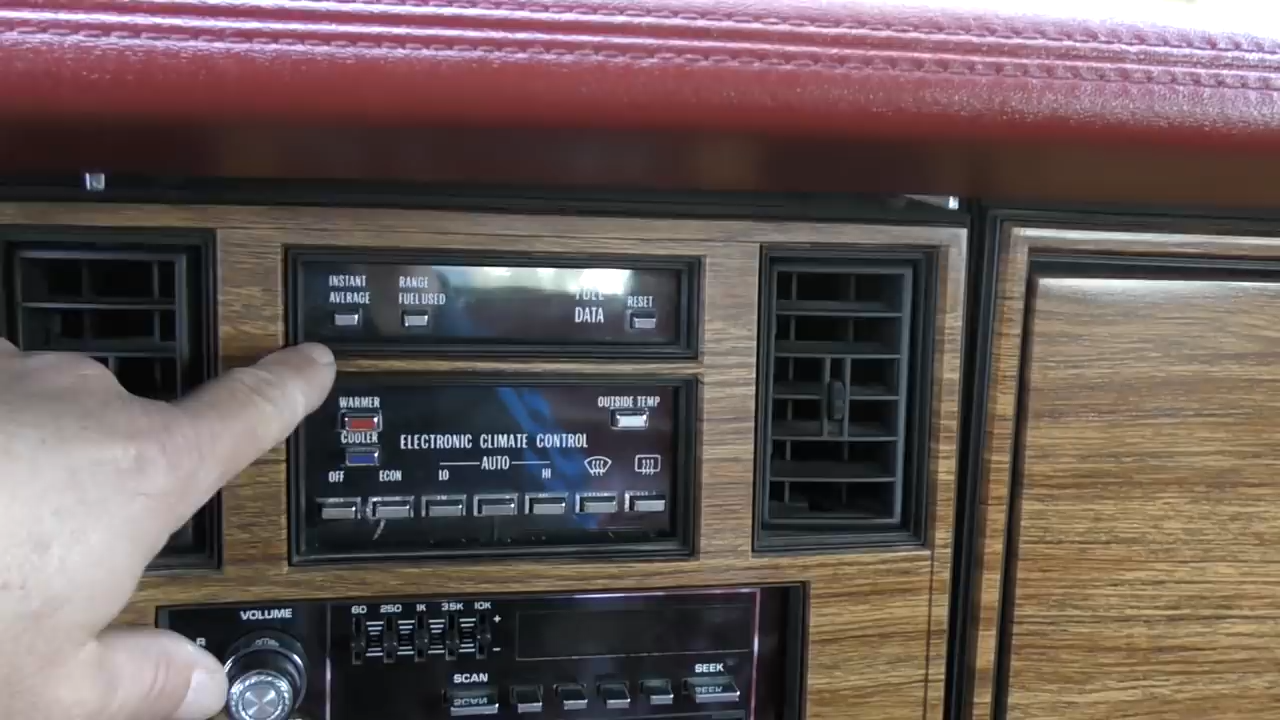 INSTANT
AVERAGE
RANGE
FUEL USED
FUEL
DATA
RESET
WARMER
COOLER
OUTSIDE TEMP
ELECTRONIC CLIMATE CONTROL
OFF ECON LO AUTO HI
VOLUME
60 250 1K 3.5K 10K
+
-
SCAN
SEEK